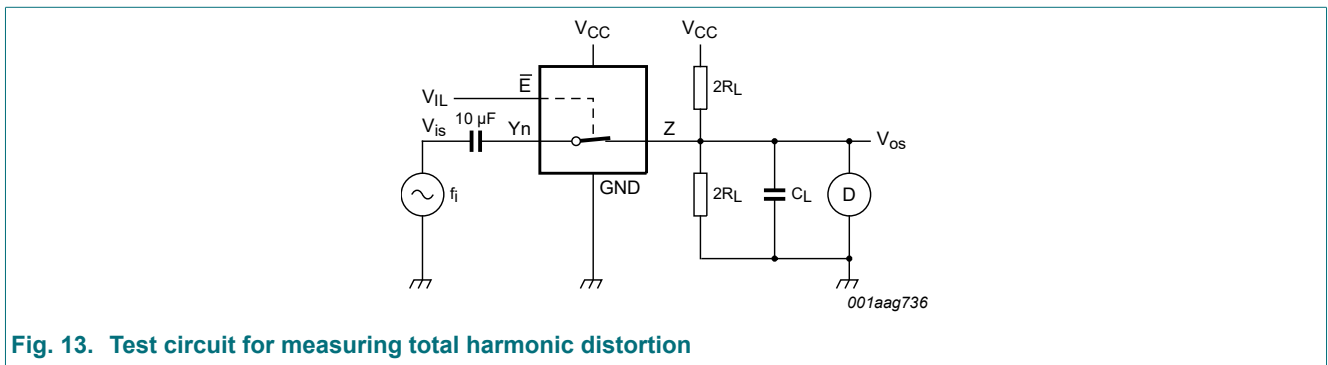 VCC VCC
E̅
2RL
VIL
Vis 10 μF Yn Z Vos
GND
fi 2RL CL D
001aag736
Fig. 13. Test circuit for measuring total harmonic distortion